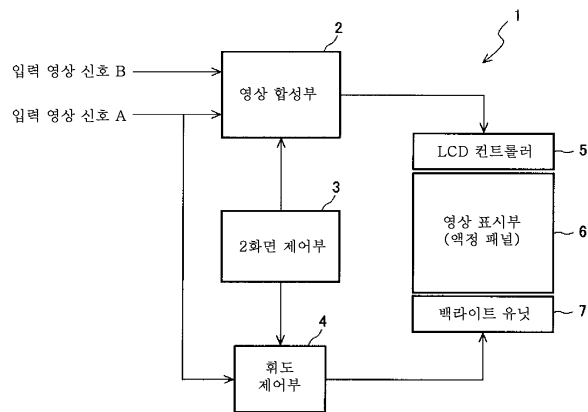 1
2
입력 영상 신호 B
영상 합성부
입력 영상 신호 A
LCD 컨트롤러
5
3
2화면 제어부
영상 표시부
(액정 패널)
6
백라이트 유닛
7
4
휘도
제어부